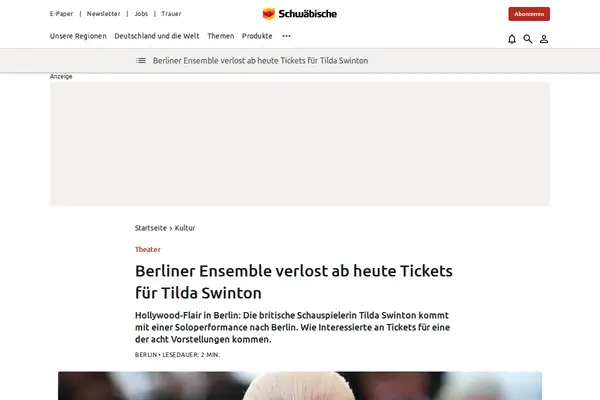 E-Paper | Newsletter | Jobs | Trauer
Schwäbische
Abonnieren
Unsere Regionen Deutschland und die Welt Themen Produkte ...
Berliner Ensemble verlost ab heute Tickets für Tilda Swinton
Anzeige
Startseite > Kultur
Theater
Berliner Ensemble verlost ab heute Tickets
für Tilda Swinton
Hollywood-Flair in Berlin: Die britische Schauspielerin Tilda Swinton kommt
mit einer Soloperformance nach Berlin. Wie Interessierte an Tickets für eine
der acht Vorstellungen kommen.
BERLIN • LESEDAUER: 2 MIN.